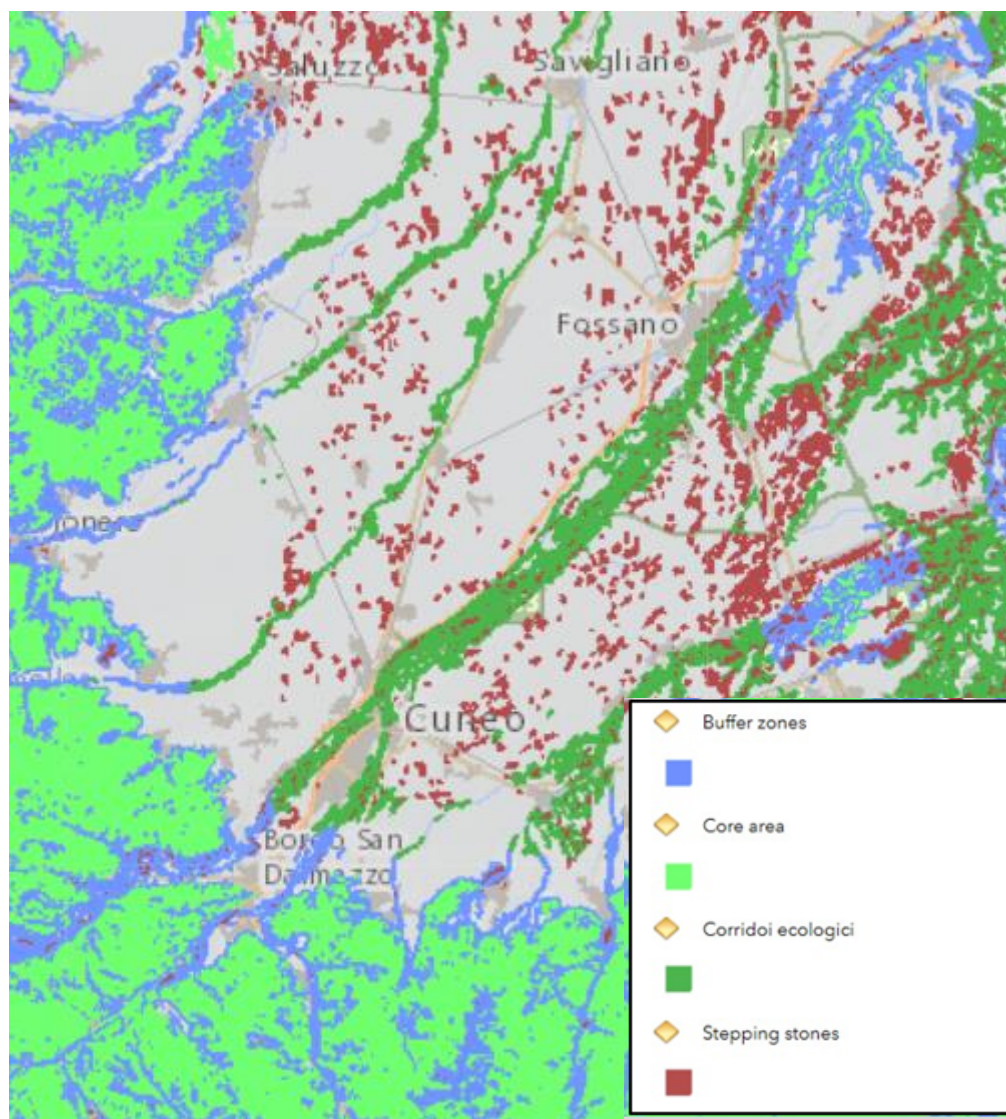 Saluzzo
Savigliano
Fossano
Cuneo
Borgo San
Dalmazzo
Buffer zones
Core area
Corridoi ecologici
Stepping stones